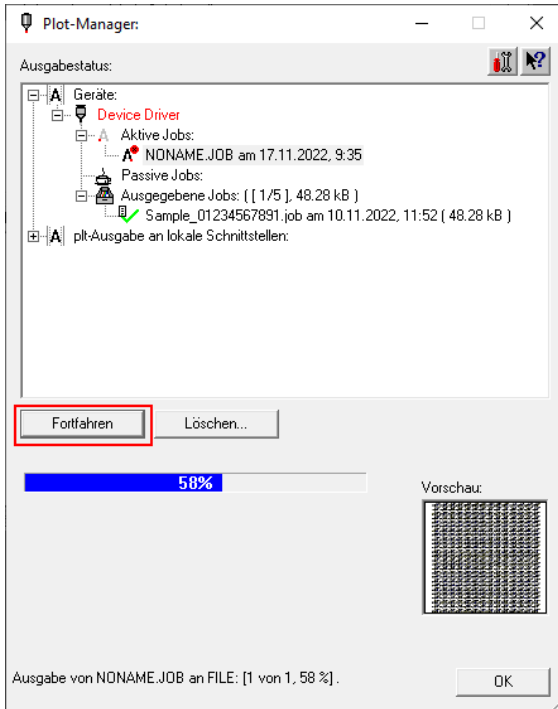 Plot-Manager:
Ausgabestatus:
Geräte:
Device Driver
Aktive Jobs:
NONAME.JOB am 17.11.2022, 9:35
Passive Jobs:
Ausgegebene Jobs: ( [ 1/5 ], 48.28 kB )
Sample_01234567891.job am 10.11.2022, 11:52 ( 48.28 kB )
plt-Ausgabe an lokale Schnittstellen:
Fortfahren
Löschen...
58%
Vorschau:
Ausgabe von NONAME.JOB an FILE: [1 von 1, 58 %] .
OK